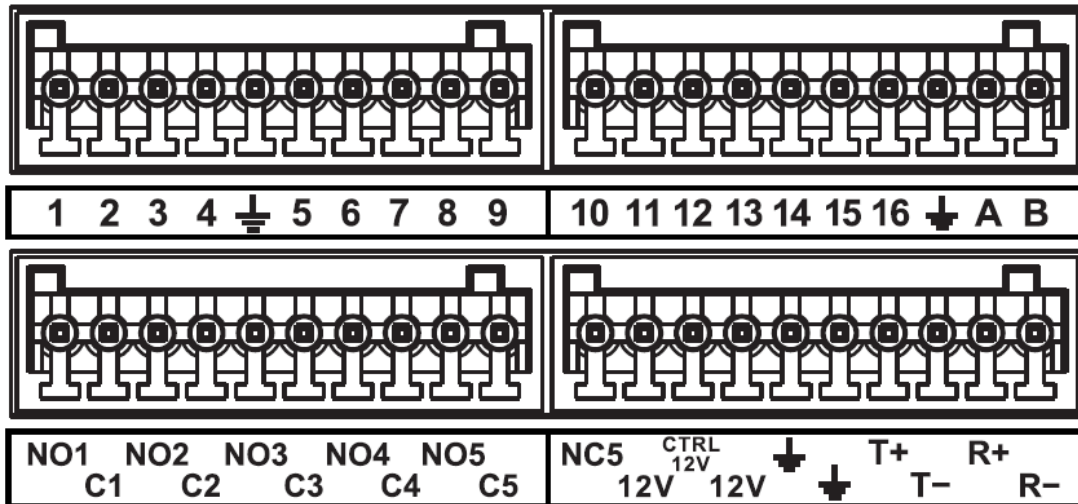 1 2 3 4 ⏚ 5 6 7 8 9 10 11 12 13 14 15 16 ⏚ A B
NO1 NO2 NO3 NO4 NO5 NC5 CTRL 12V ⏚ T+ R+
C1 C2 C3 C4 C5 12V 12V ⏚ T− R−